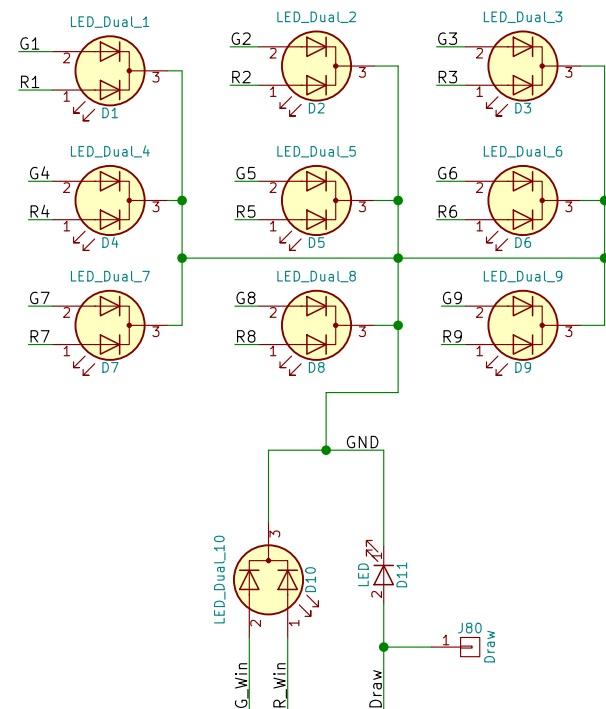 LED_Dual_1
G1
2
3
R1
1
D1
LED_Dual_2
G2
2
3
R2
1
D2
LED_Dual_3
G3
2
3
R3
1
D3
LED_Dual_4
G4
2
3
R4
1
D4
LED_Dual_5
G5
2
3
R5
1
D5
LED_Dual_6
G6
2
3
R6
1
D6
LED_Dual_7
G7
2
3
R7
1
D7
LED_Dual_8
G8
2
3
R8
1
D8
LED_Dual_9
G9
2
3
R9
1
D9
GND
LED_Dual_10
3
D10
2
1
G_Win
R_Win
LED
1
D11
2
Draw
J80
1
Draw